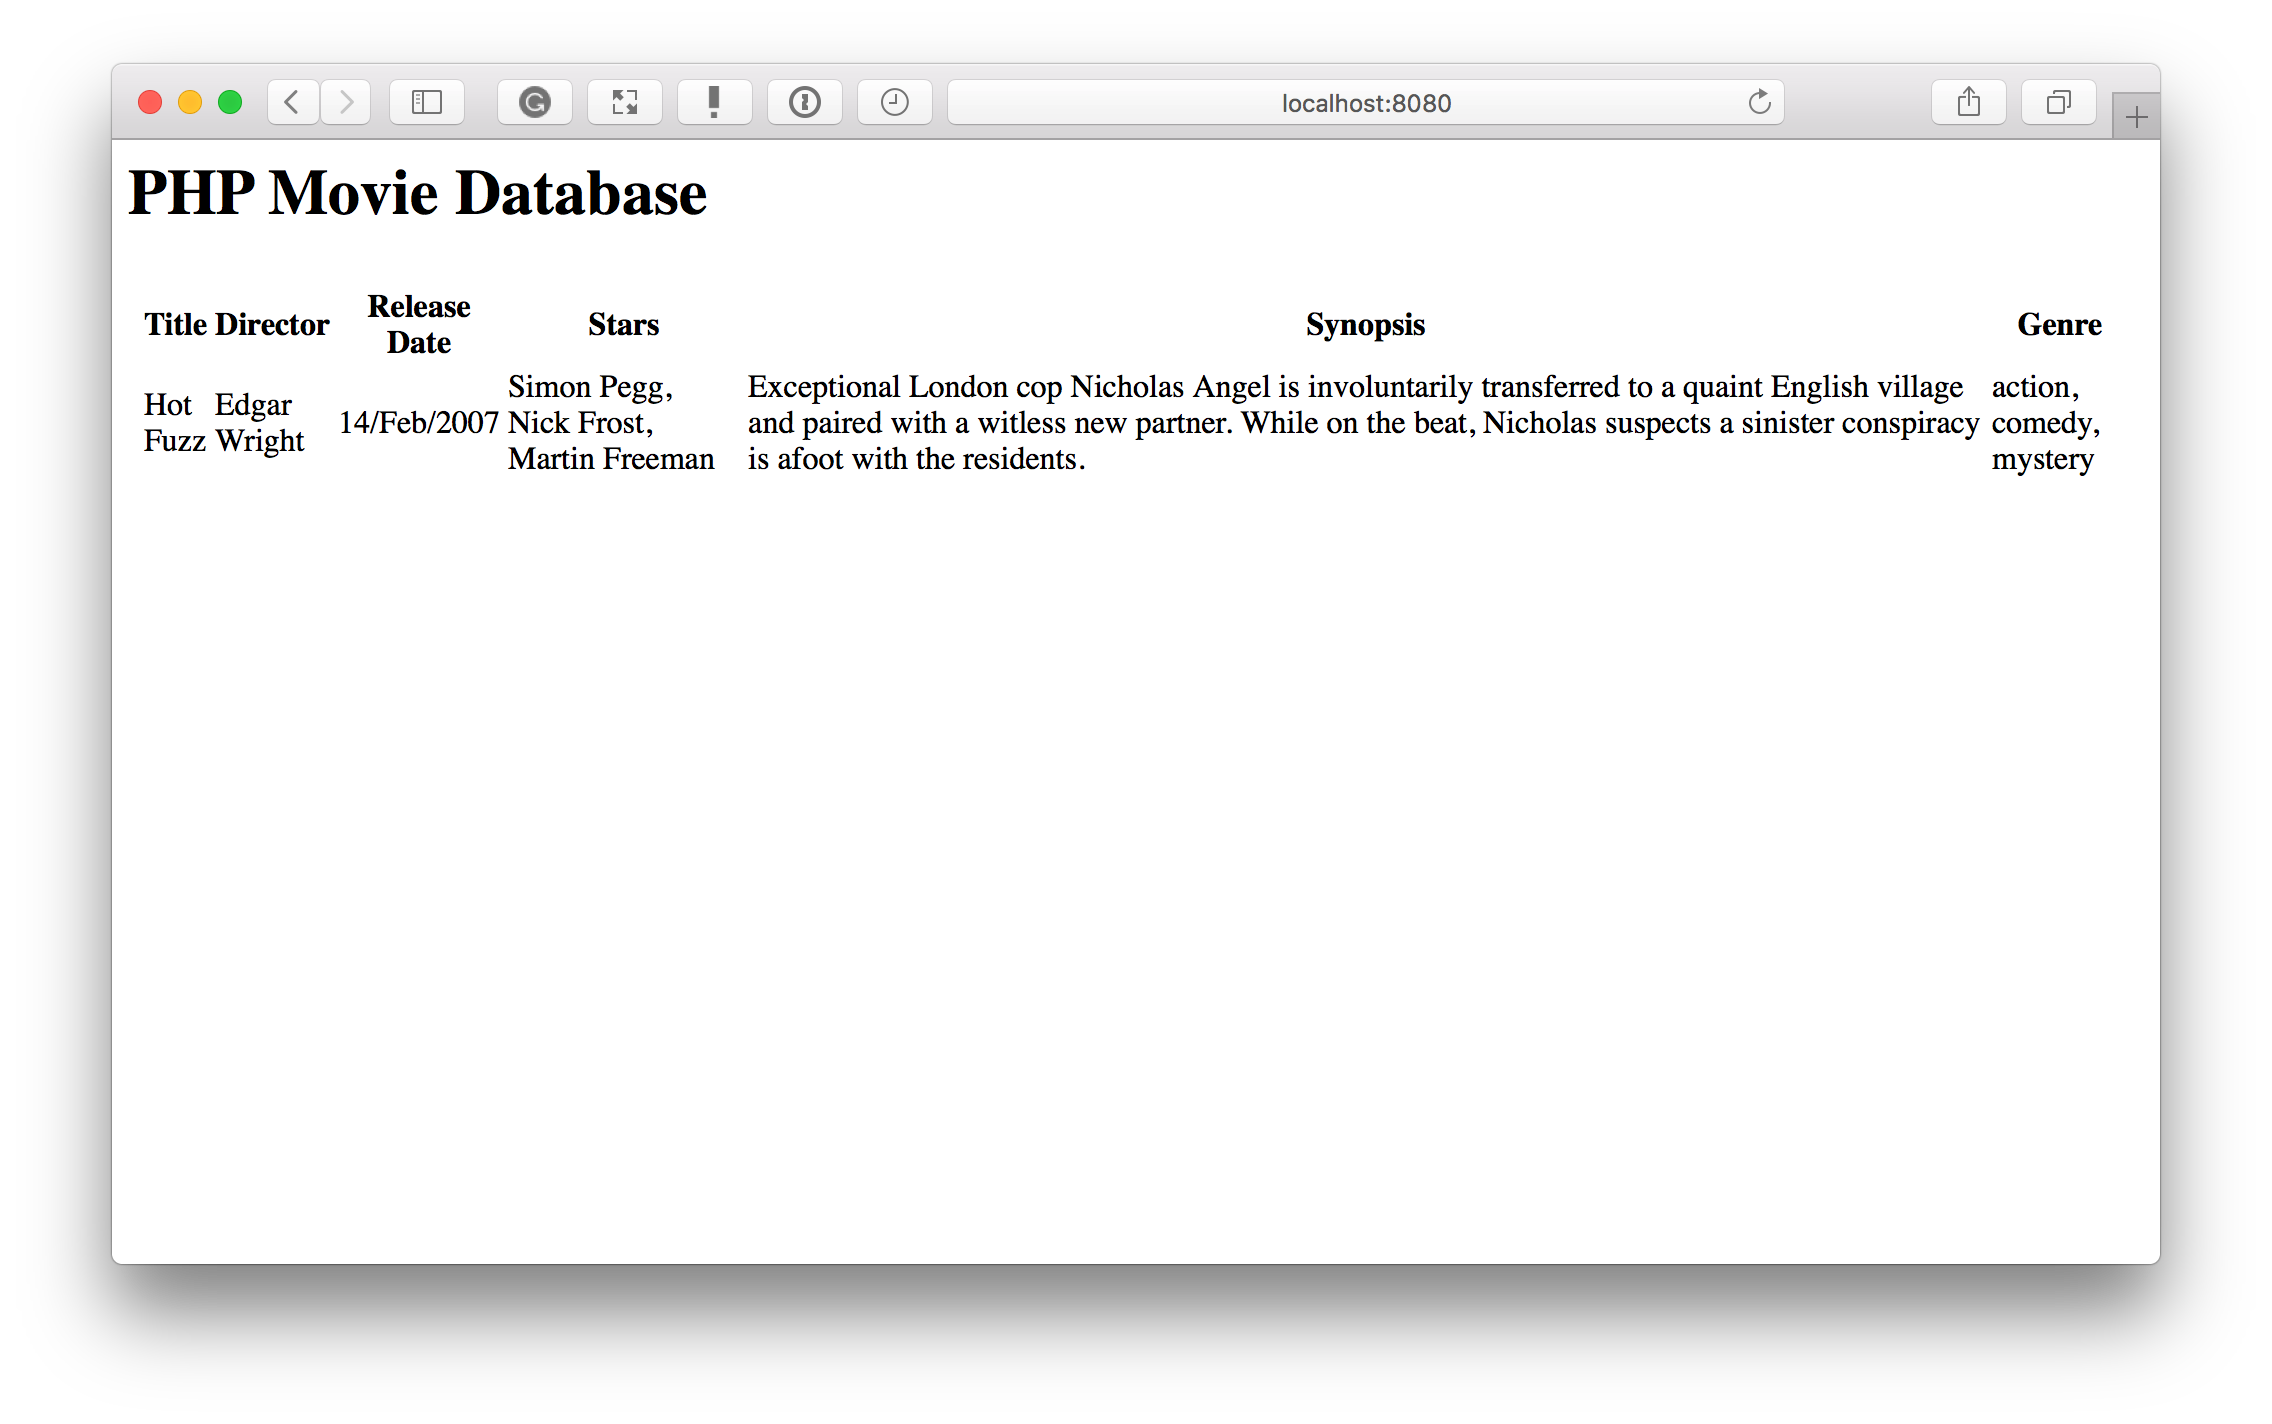 localhost:8080
PHP Movie Database
Title Director Release Date Stars Synopsis Genre
Hot Fuzz
Edgar Wright
14/Feb/2007
Simon Pegg,
Nick Frost,
Martin Freeman
Exceptional London cop Nicholas Angel is involuntarily transferred to a quaint English village
and paired with a witless new partner. While on the beat, Nicholas suspects a sinister conspiracy
is afoot with the residents.
action,
comedy,
mystery